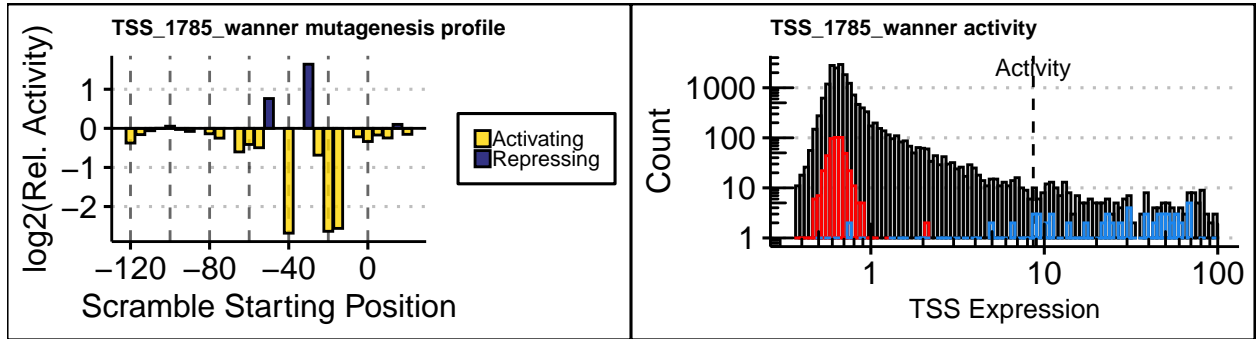 TSS_1785_wanner mutagenesis profile
log2(Rel. Activity)
1
0
−1
−2
−120
−80
−40
0
Scramble Starting Position
Activating
Repressing
TSS_1785_wanner activity
Activity
Count
1000
100
10
1
1
10
100
TSS Expression